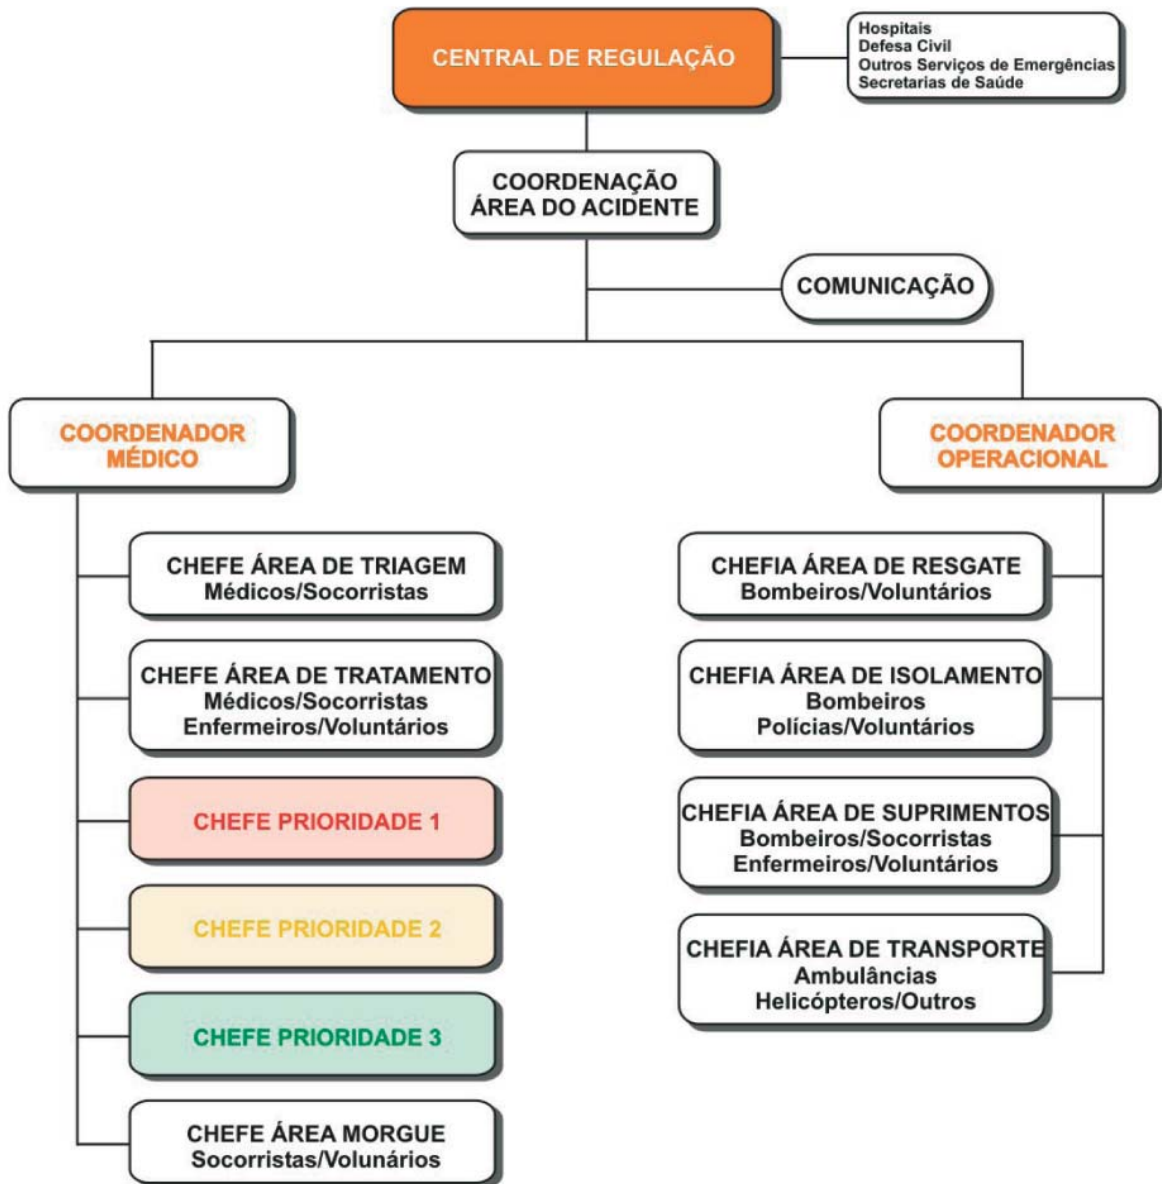 CENTRAL DE REGULAÇÃO
Hospitais
Defesa Civil
Outros Serviços de Emergências
Secretarias de Saúde
COORDENAÇÃO
ÁREA DO ACIDENTE
COMUNICAÇÃO
COORDENADOR
MÉDICO
CHEFE ÁREA DE TRIAGEM
Médicos/Socorristas
CHEFE ÁREA DE TRATAMENTO
Médicos/Socorristas
Enfermeiros/Voluntários
CHEFE PRIORIDADE 1
CHEFE PRIORIDADE 2
CHEFE PRIORIDADE 3
CHEFE ÁREA MORGUE
Socorristas/Volunários
COORDENADOR
OPERACIONAL
CHEFIA ÁREA DE RESGATE
Bombeiros/Voluntários
CHEFIA ÁREA DE ISOLAMENTO
Bombeiros
Polícias/Voluntários
CHEFIA ÁREA DE SUPRIMENTOS
Bombeiros/Socorristas
Enfermeiros/Voluntários
CHEFIA ÁREA DE TRANSPORTE
Ambulâncias
Helicópteros/Outros